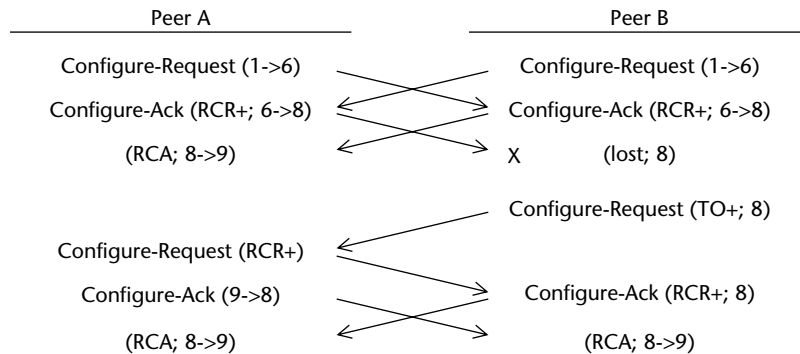 Peer A Peer B
Configure-Request (1->6) Configure-Request (1->6)
Configure-Ack (RCR+; 6->8) Configure-Ack (RCR+; 6->8)
(RCA; 8->9) X (lost; 8)
Configure-Request (TO+; 8)
Configure-Request (RCR+)
Configure-Ack (9->8) Configure-Ack (RCR+; 8)
(RCA; 8->9) (RCA; 8->9)